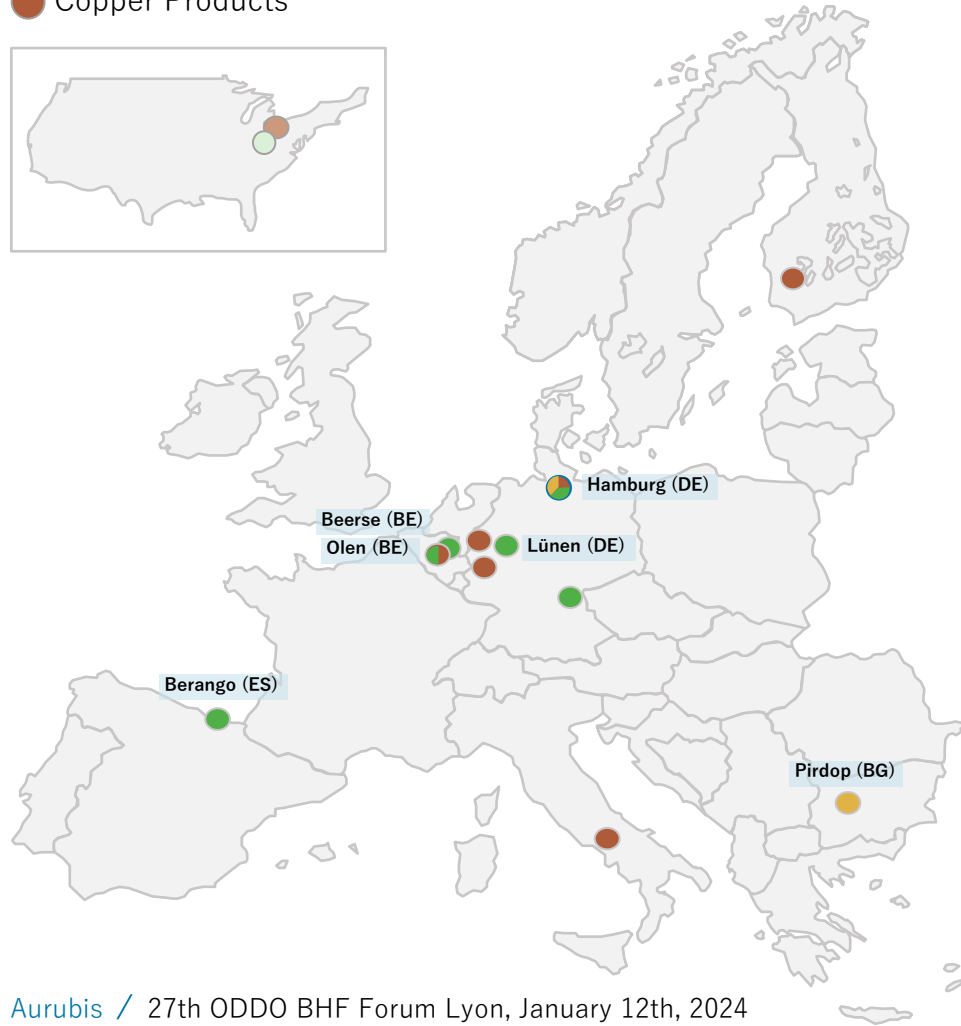 Copper Products
Hamburg (DE)
Beerse (BE)
Olen (BE)
Lünen (DE)
Berango (ES)
Pirdop (BG)
Aurubis / 27th ODDO BHF Forum Lyon, January 12th, 2024